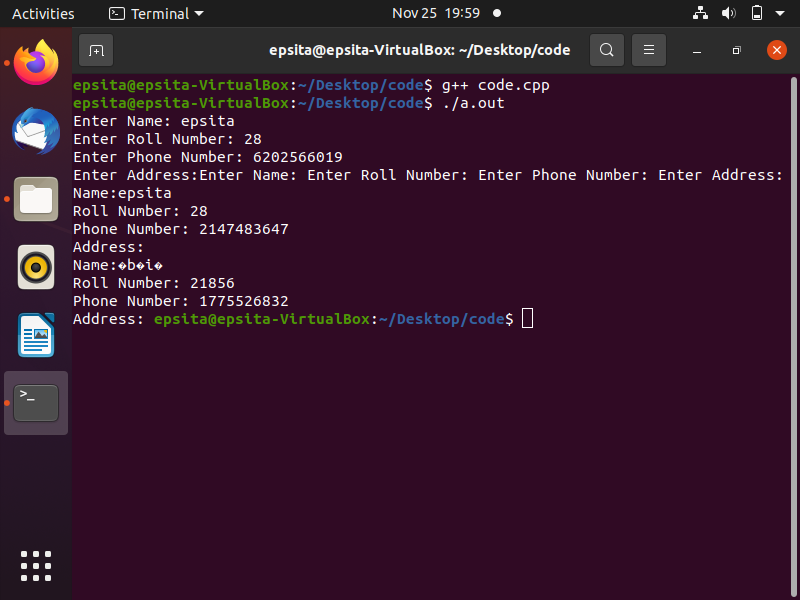 Activities
Terminal
Nov 25 19:59
epsita@epsita-VirtualBox: ~/Desktop/code
epsita@epsita-VirtualBox:~/Desktop/code$ g++ code.cpp
epsita@epsita-VirtualBox:~/Desktop/code$ ./a.out
Enter Name: epsita
Enter Roll Number: 28
Enter Phone Number: 6202566019
Enter Address:Enter Name: Enter Roll Number: Enter Phone Number: Enter Address:
Name:epsita
Roll Number: 28
Phone Number: 2147483647
Address:
Name:�b�i�
Roll Number: 21856
Phone Number: 1775526832
Address: epsita@epsita-VirtualBox:~/Desktop/code$